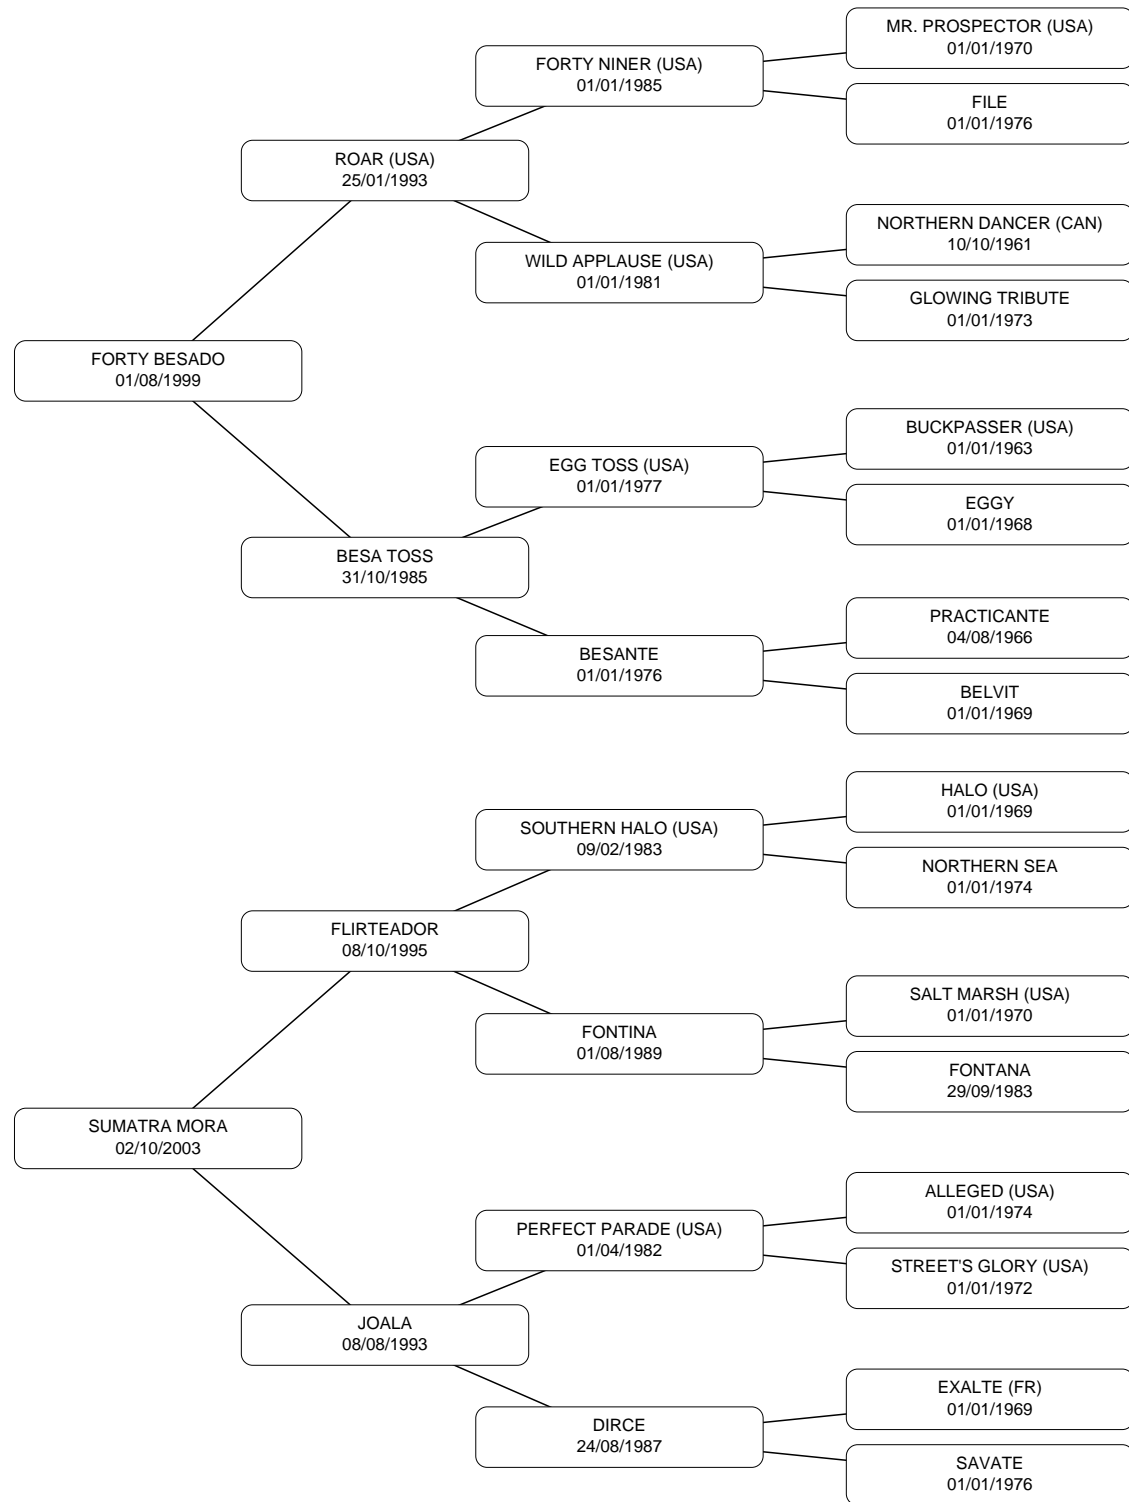 MR. PROSPECTOR (USA)
01/01/1970
FORTY NINER (USA)
01/01/1985
FILE
01/01/1976
ROAR (USA)
25/01/1993
NORTHERN DANCER (CAN)
10/10/1961
WILD APPLAUSE (USA)
01/01/1981
GLOWING TRIBUTE
01/01/1973
FORTY BESADO
01/08/1999
BUCKPASSER (USA)
01/01/1963
EGG TOSS (USA)
01/01/1977
EGGY
01/01/1968
BESA TOSS
31/10/1985
PRACTICANTE
04/08/1966
BESANTE
01/01/1976
BELVIT
01/01/1969
HALO (USA)
01/01/1969
SOUTHERN HALO (USA)
09/02/1983
NORTHERN SEA
01/01/1974
FLIRTEADOR
08/10/1995
SALT MARSH (USA)
01/01/1970
FONTINA
01/08/1989
FONTANA
29/09/1983
SUMATRA MORA
02/10/2003
ALLEGED (USA)
01/01/1974
PERFECT PARADE (USA)
01/04/1982
STREET'S GLORY (USA)
01/01/1972
JOALA
08/08/1993
EXALTE (FR)
01/01/1969
DIRCE
24/08/1987
SAVATE
01/01/1976